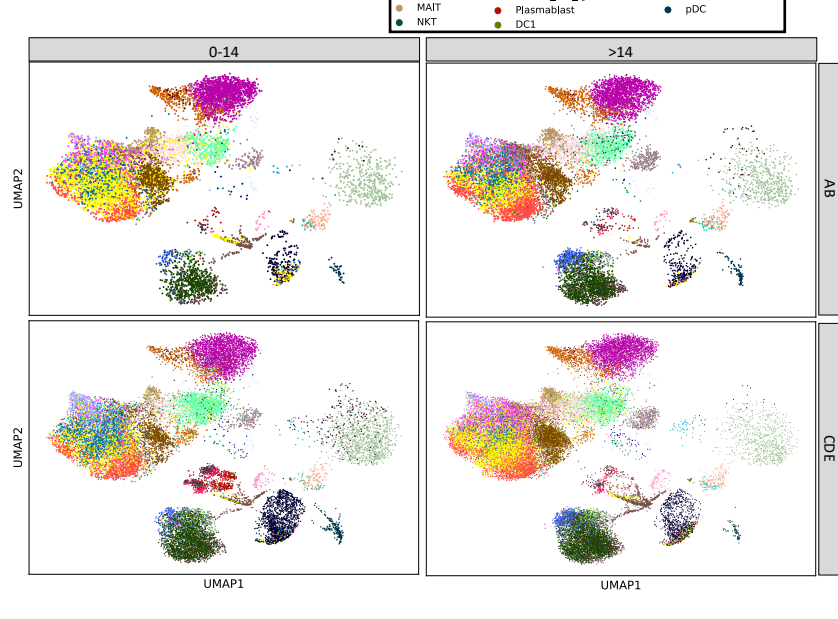 MAIT
Plasmablast
pDC
NKT
DC1
0-14
>14
UMAP2
AB
UMAP2
CDE
UMAP1
UMAP1